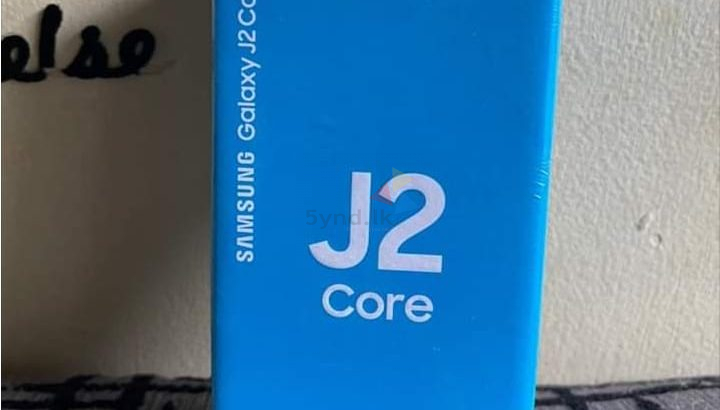 else
SAMSUNG Galaxy J2 Co
J2
Core
5ynd.lk